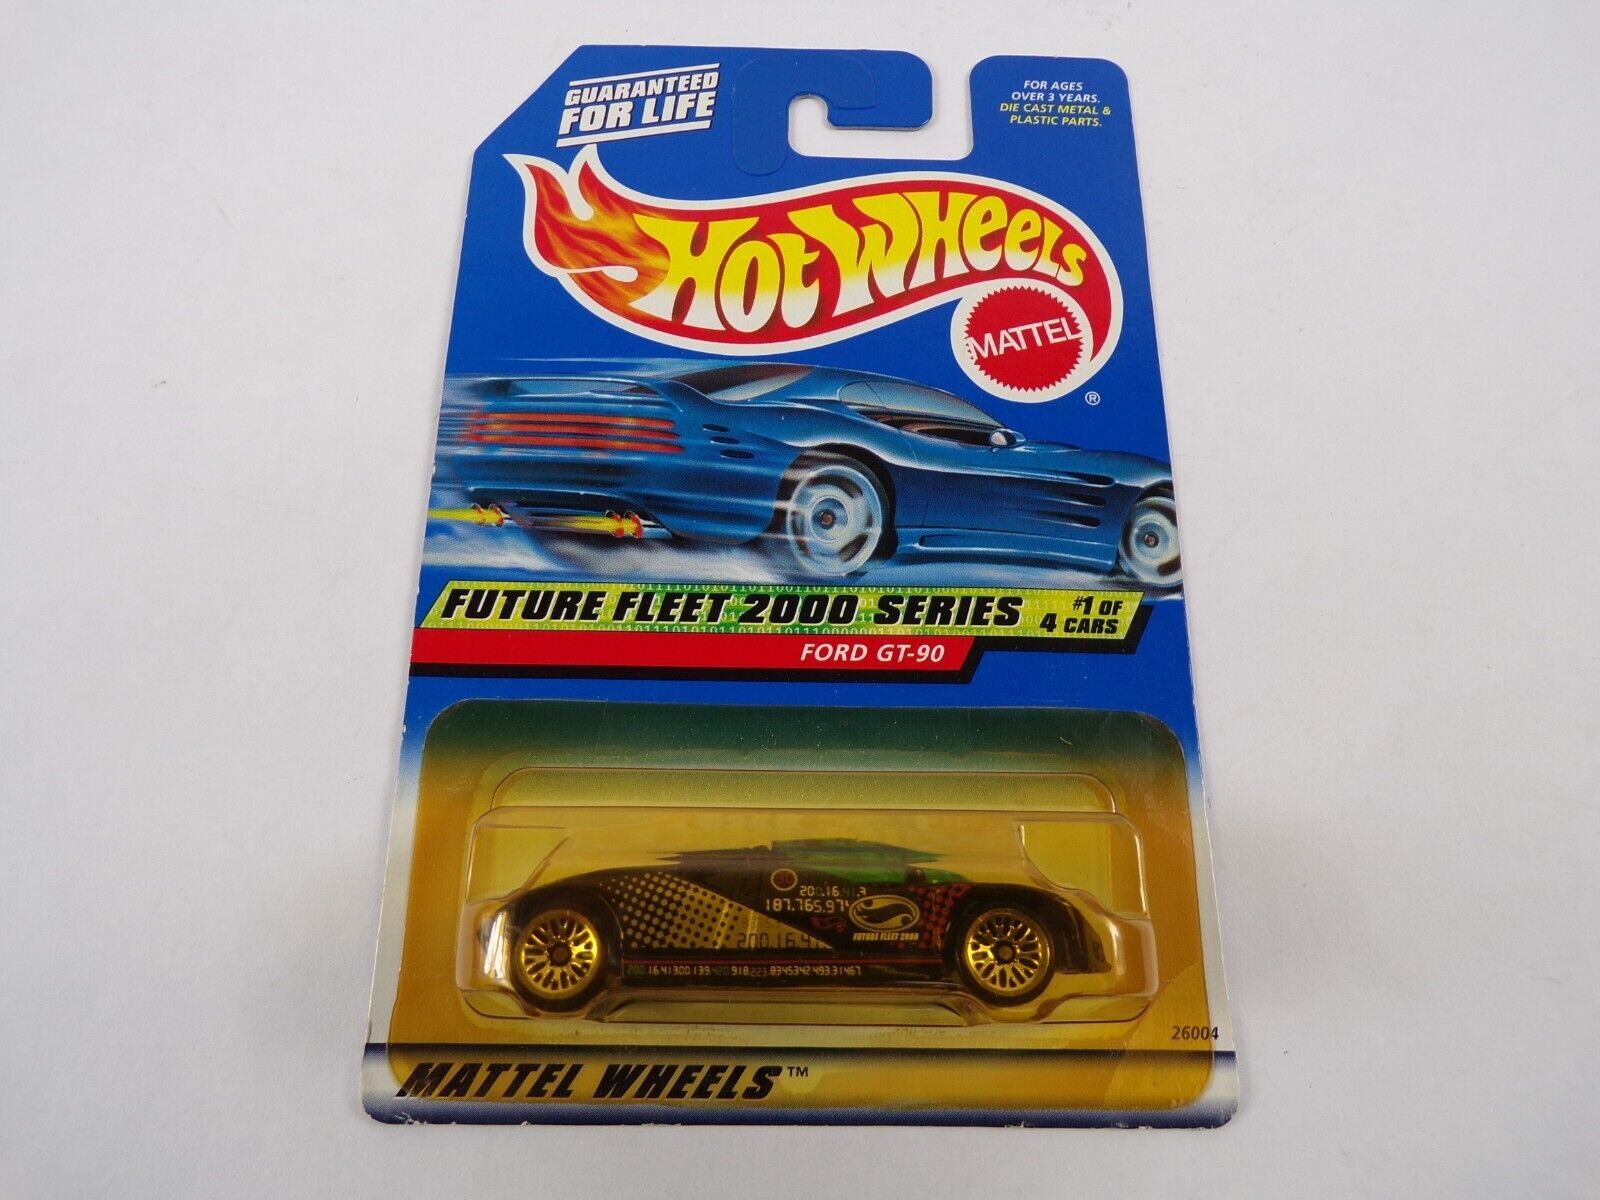 GUARANTEED
FOR LIFE
FOR AGES
OVER 3 YEARS.
DIE CAST METAL &
PLASTIC PARTS.
HOT WHEELS
MATTEL
®
FUTURE FLEET 2000 SERIES
#1 OF
4 CARS
FORD GT-90
200.16.41.3
187.765.974
FUTURE FLEET 2000
26004
MATTEL WHEELS™